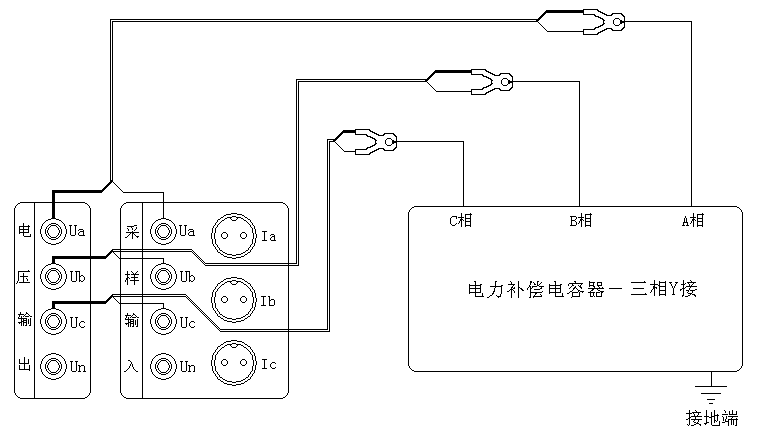 C相 B相 A相
电 Ua 采 Ua Ia
压 Ub 样 Ub Ib
输 Uc 输 Uc
出 Un 入 Un Ic
电力补偿电容器－三相Y接
接地端